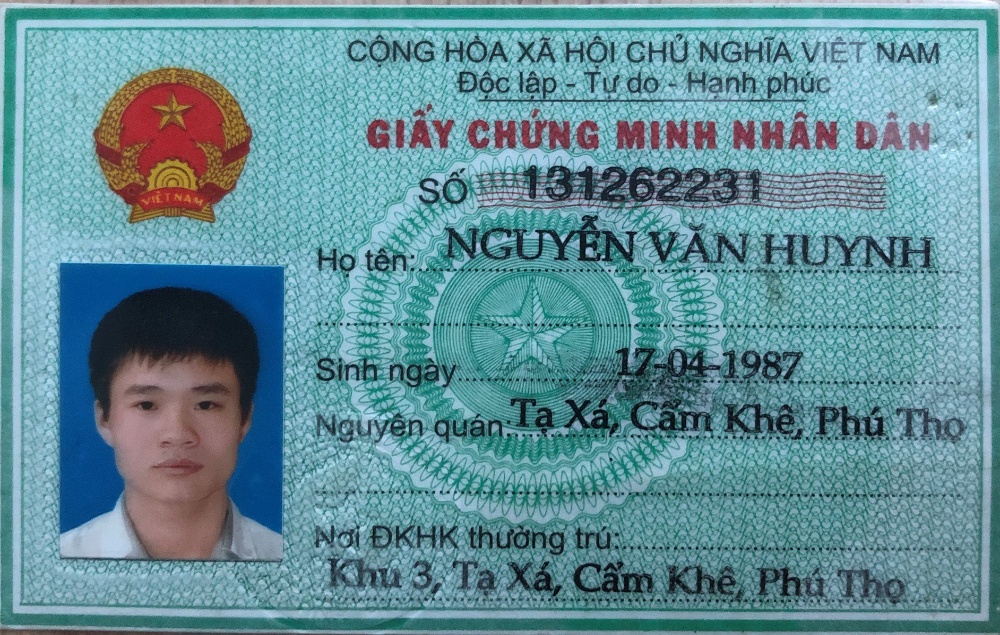 CỘNG HÒA XÃ HỘI CHỦ NGHĨA VIỆT NAM
Độc lập - Tự do - Hạnh phúc
GIẤY CHỨNG MINH NHÂN DÂN
SỐ 131262231
Họ tên: NGUYỄN VĂN HUYNH
Sinh ngày 17-04-1987
Nguyên quán Tạ Xá, Cẩm Khê, Phú Thọ
Nơi ĐKHK thường trú:
Khu 3, Tạ Xá, Cẩm Khê, Phú Thọ
VIỆT NAM